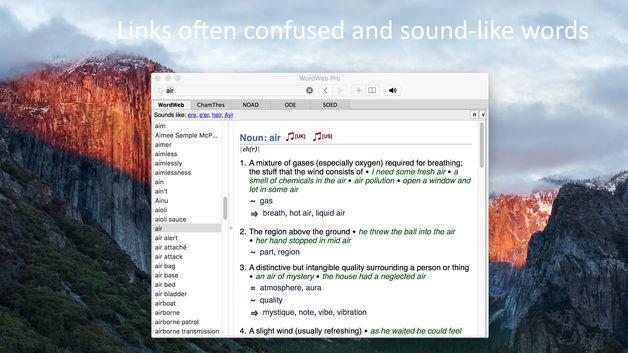 Links often confused and sound-like words
WordWeb Pro
air
WordWeb ChamThes NOAD ODE SOED
Sounds like: ere, e'er, heir, Ayr
n v
aim
Aimee Semple McP...
aimer
aimless
aimlessly
aimlessness
ain
ain't
Ainu
aioli
aioli sauce
air
air alert
air attaché
air attack
air bag
air base
air bed
air bladder
airboat
airborne
airborne patrol
airborne transmission
Noun: air [UK] [US]
|eh(r)|
1. A mixture of gases (especially oxygen) required for breathing;
the stuff that the wind consists of • I need some fresh air • a
smell of chemicals in the air • air pollution • open a window and
let in some air
~ gas
⇒ breath, hot air, liquid air
2. The region above the ground • he threw the ball into the air
• her hand stopped in mid air
~ part, region
3. A distinctive but intangible quality surrounding a person or thing
• an air of mystery • the house had a neglected air
= atmosphere, aura
~ quality
⇒ mystique, note, vibe, vibration
4. A slight wind (usually refreshing) • as he waited he could feel